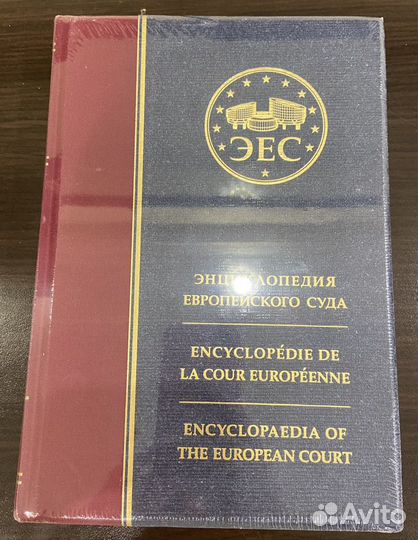 ЭЕС
ЭНЦИКЛОПЕДИЯ
ЕВРОПЕЙСКОГО СУДА
ENCYCLOPÉDIE DE
LA COUR EUROPÉENNE
ENCYCLOPAEDIA OF
THE EUROPEAN COURT
Avito